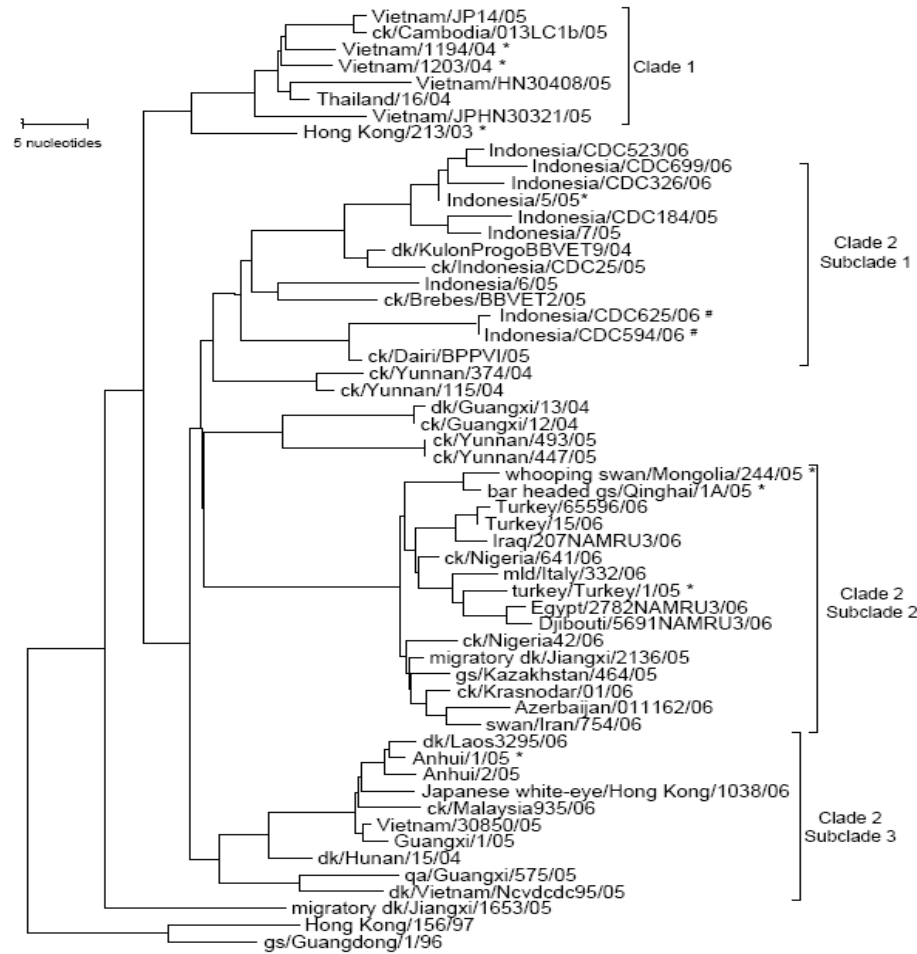 Vietnam/JP14/05
ck/Cambodia/013LC1b/05
Vietnam/1194/04 *
Vietnam/1203/04 *
Vietnam/HN30408/05
Clade 1
Thailand/16/04
Vietnam/JPHN30321/05
Hong Kong/213/03 *
5 nucleotides
Indonesia/CDC523/06
Indonesia/CDC699/06
Indonesia/CDC326/06
Indonesia/5/05*
Indonesia/CDC184/05
Indonesia/7/05
dk/KulonProgoBBVET9/04
ck/Indonesia/CDC25/05
Indonesia/6/05
ck/Brebes/BBVET2/05
Indonesia/CDC625/06 #
Indonesia/CDC594/06 #
ck/Dairi/BPPVI/05
Clade 2
Subclade 1
ck/Yunnan/374/04
ck/Yunnan/115/04
dk/Guangxi/13/04
ck/Guangxi/12/04
ck/Yunnan/493/05
ck/Yunnan/447/05
whooping swan/Mongolia/244/05 *
bar headed gs/Qinghai/1A/05 *
Turkey/65596/06
Turkey/15/06
Iraq/207NAMRU3/06
ck/Nigeria/641/06
mld/Italy/332/06
turkey/Turkey/1/05 *
Egypt/2782NAMRU3/06
Djibouti/5691NAMRU3/06
ck/Nigeria42/06
migratory dk/Jiangxi/2136/05
gs/Kazakhstan/464/05
ck/Krasnodar/01/06
Azerbaijan/011162/06
swan/Iran/754/06
Clade 2
Subclade 2
dk/Laos3295/06
Anhui/1/05 *
Anhui/2/05
Japanese white-eye/Hong Kong/1038/06
ck/Malaysia935/06
Vietnam/30850/05
Guangxi/1/05
dk/Hunan/15/04
qa/Guangxi/575/05
dk/Vietnam/Ncvdcdc95/05
Clade 2
Subclade 3
migratory dk/Jiangxi/1653/05
Hong Kong/156/97
gs/Guangdong/1/96